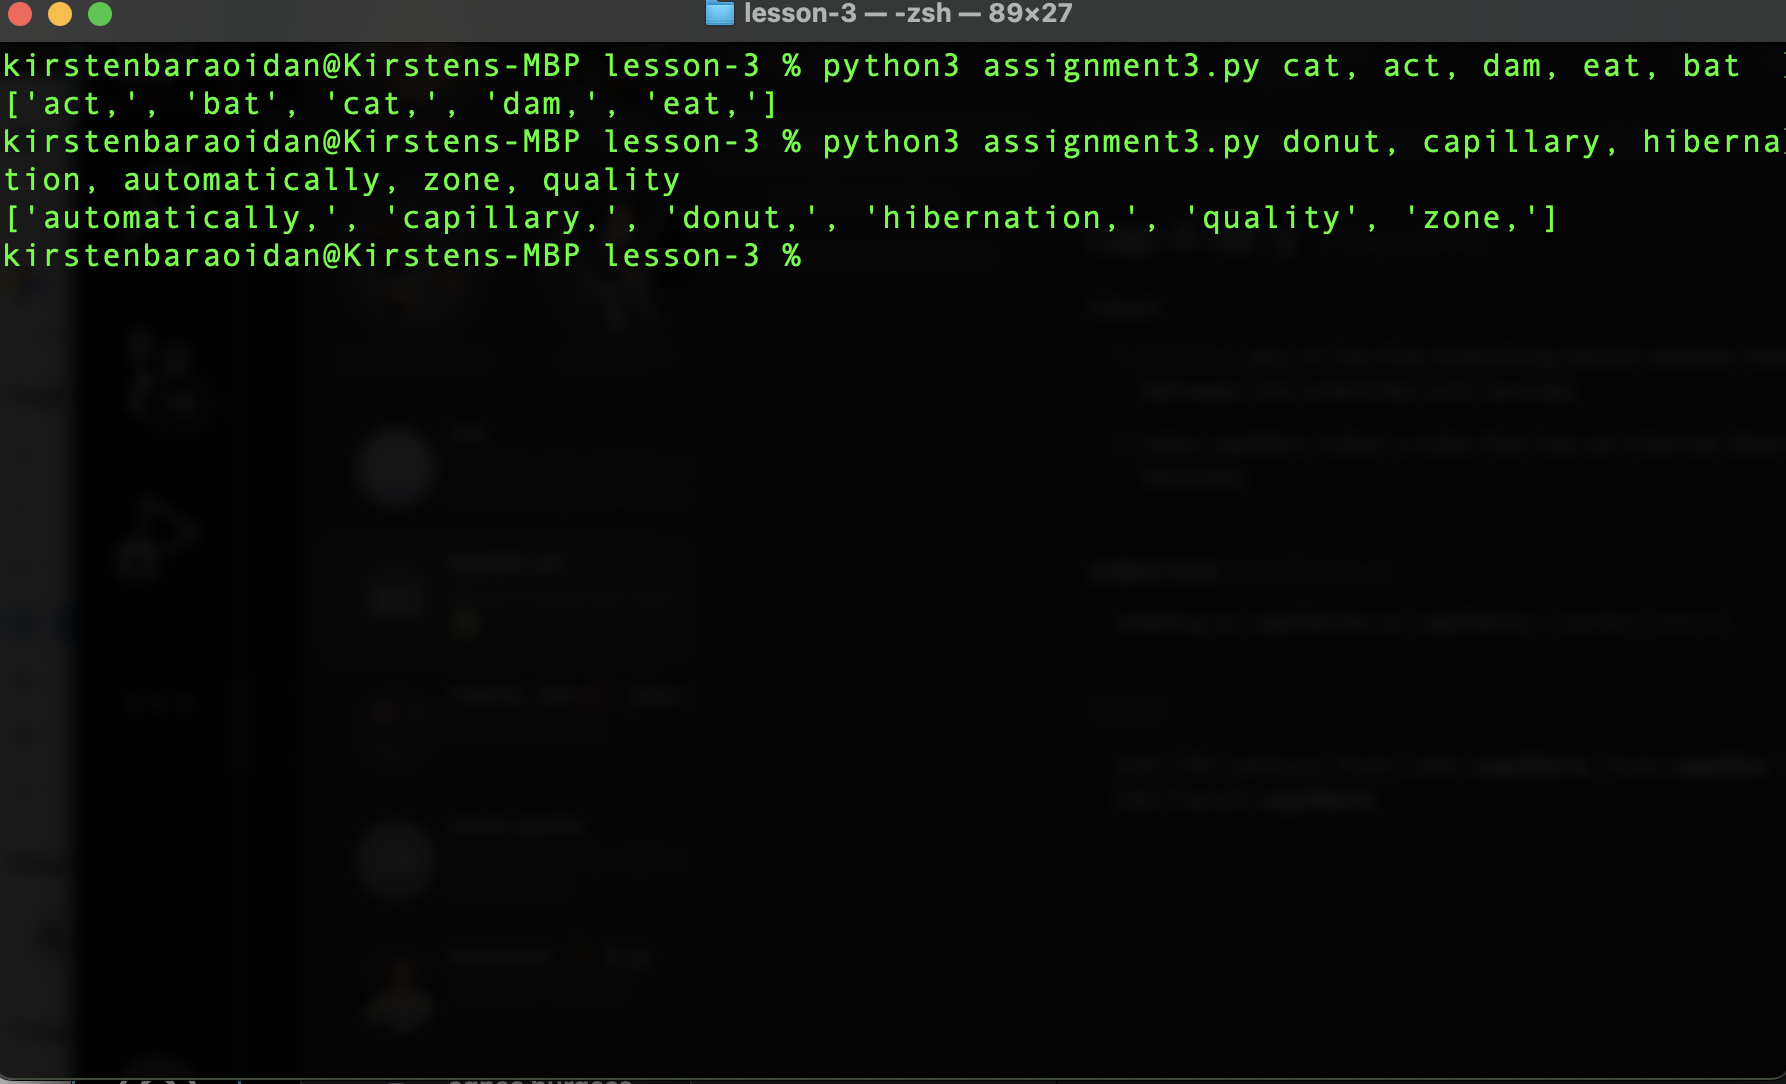 lesson-3 — -zsh — 89×27
kirstenbaraoidan@Kirstens-MBP lesson-3 % python3 assignment3.py cat, act, dam, eat, bat
['act,', 'bat', 'cat,', 'dam,', 'eat,']
kirstenbaraoidan@Kirstens-MBP lesson-3 % python3 assignment3.py donut, capillary, hiberna
tion, automatically, zone, quality
['automatically,', 'capillary,', 'donut,', 'hibernation,', 'quality', 'zone,']
kirstenbaraoidan@Kirstens-MBP lesson-3 %